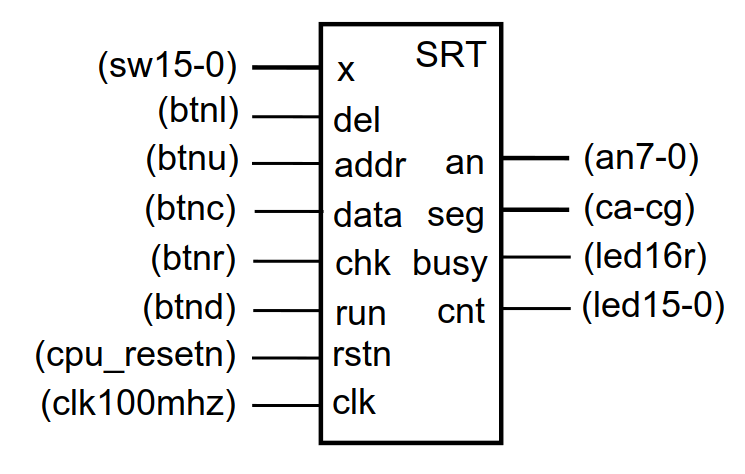 SRT
(sw15-0) x
(btnl) del
(btnu) addr an (an7-0)
(btnc) data seg (ca-cg)
(btnr) chk busy (led16r)
(btnd) run cnt (led15-0)
(cpu_resetn) rstn
(clk100mhz) clk